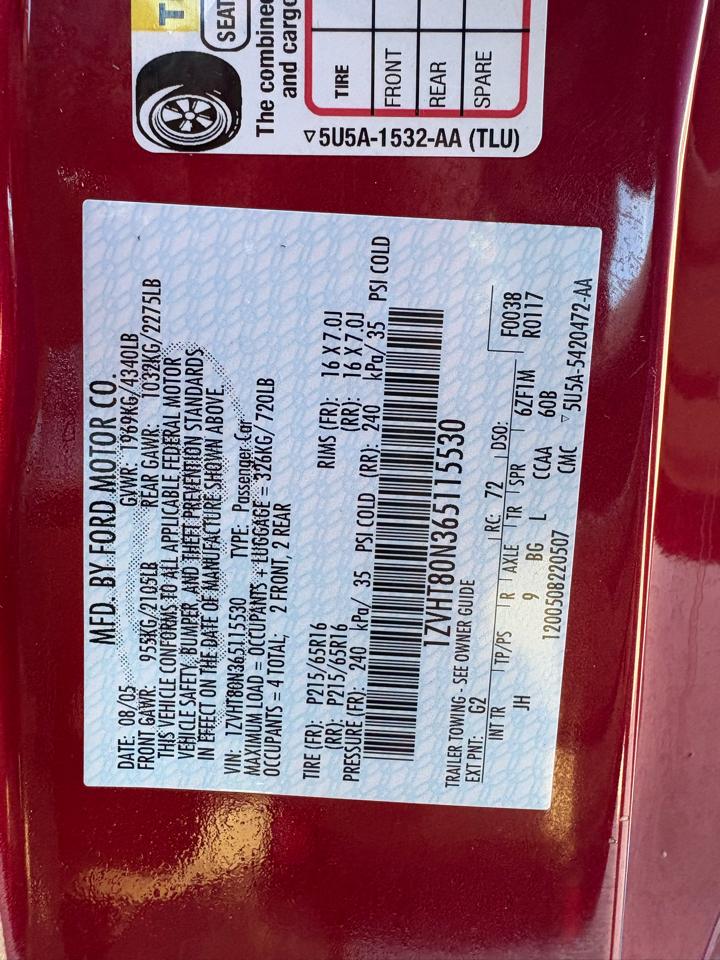 T
SEAT
The combine
and cargo
TIRE
FRONT
REAR
SPARE
▽5U5A-1532-AA (TLU)
MFD. BY FORD MOTOR CO.
DATE: 08/05 GVWR: 1969KG/4340LB
FRONT GAWR: 955KG/2105LB REAR GAWR: 1032KG/2275LB
THIS VEHICLE CONFORMS TO ALL APPLICABLE FEDERAL MOTOR
VEHICLE SAFETY, BUMPER AND THEFT PREVENTION STANDARDS
IN EFFECT ON THE DATE OF MANUFACTURE SHOWN ABOVE.
VIN: 1ZVHT80N365115530 TYPE: Passenger Car
MAXIMUM LOAD = OCCUPANTS + LUGGAGE = 326KG/720LB
OCCUPANTS = 4 TOTAL; 2 FRONT, 2 REAR
TIRE (FR): P215/65R16 RIMS (FR): 16 X 7.0J
(RR): P215/65R16 (RR): 16 X 7.0J
PRESSURE (FR): 240 kPa/ 35 PSI COLD (RR): 240 kPa/ 35 PSI COLD
1ZVHT80N365115530
TRAILER TOWING - SEE OWNER GUIDE
EXT PNT: G2 RC: 72 DSO: F0038
INT TR TP/PS R AXLE TR SPR 6ZF1M R0117
JH 9 BG L CCAA 60B
1200508220507 CMC ▽5U5A-5420472-AA